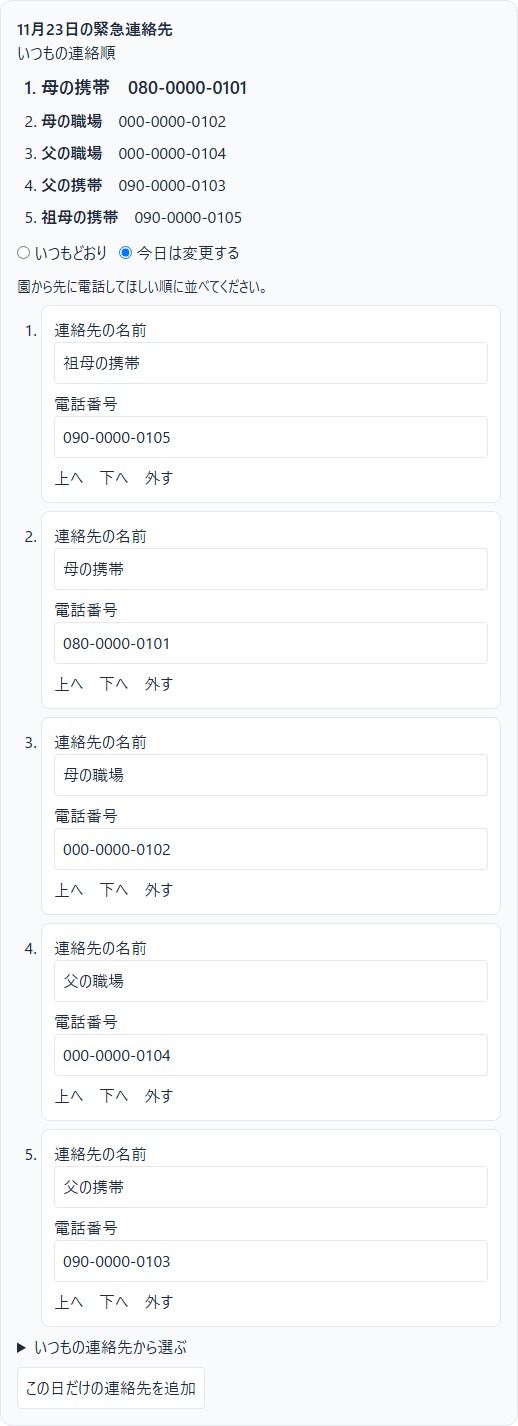 11月23日の緊急連絡先
いつもの連絡順
1. 母の携帯 080-0000-0101
2. 母の職場 000-0000-0102
3. 父の職場 000-0000-0104
4. 父の携帯 090-0000-0103
5. 祖母の携帯 090-0000-0105
いつもどおり 今日は変更する
園から先に電話してほしい順に並べてください。
1. 連絡先の名前
祖母の携帯
電話番号
090-0000-0105
上へ 下へ 外す
2. 連絡先の名前
母の携帯
電話番号
080-0000-0101
上へ 下へ 外す
3. 連絡先の名前
母の職場
電話番号
000-0000-0102
上へ 下へ 外す
4. 連絡先の名前
父の職場
電話番号
000-0000-0104
上へ 下へ 外す
5. 連絡先の名前
父の携帯
電話番号
090-0000-0103
上へ 下へ 外す
▶ いつもの連絡先から選ぶ
この日だけの連絡先を追加